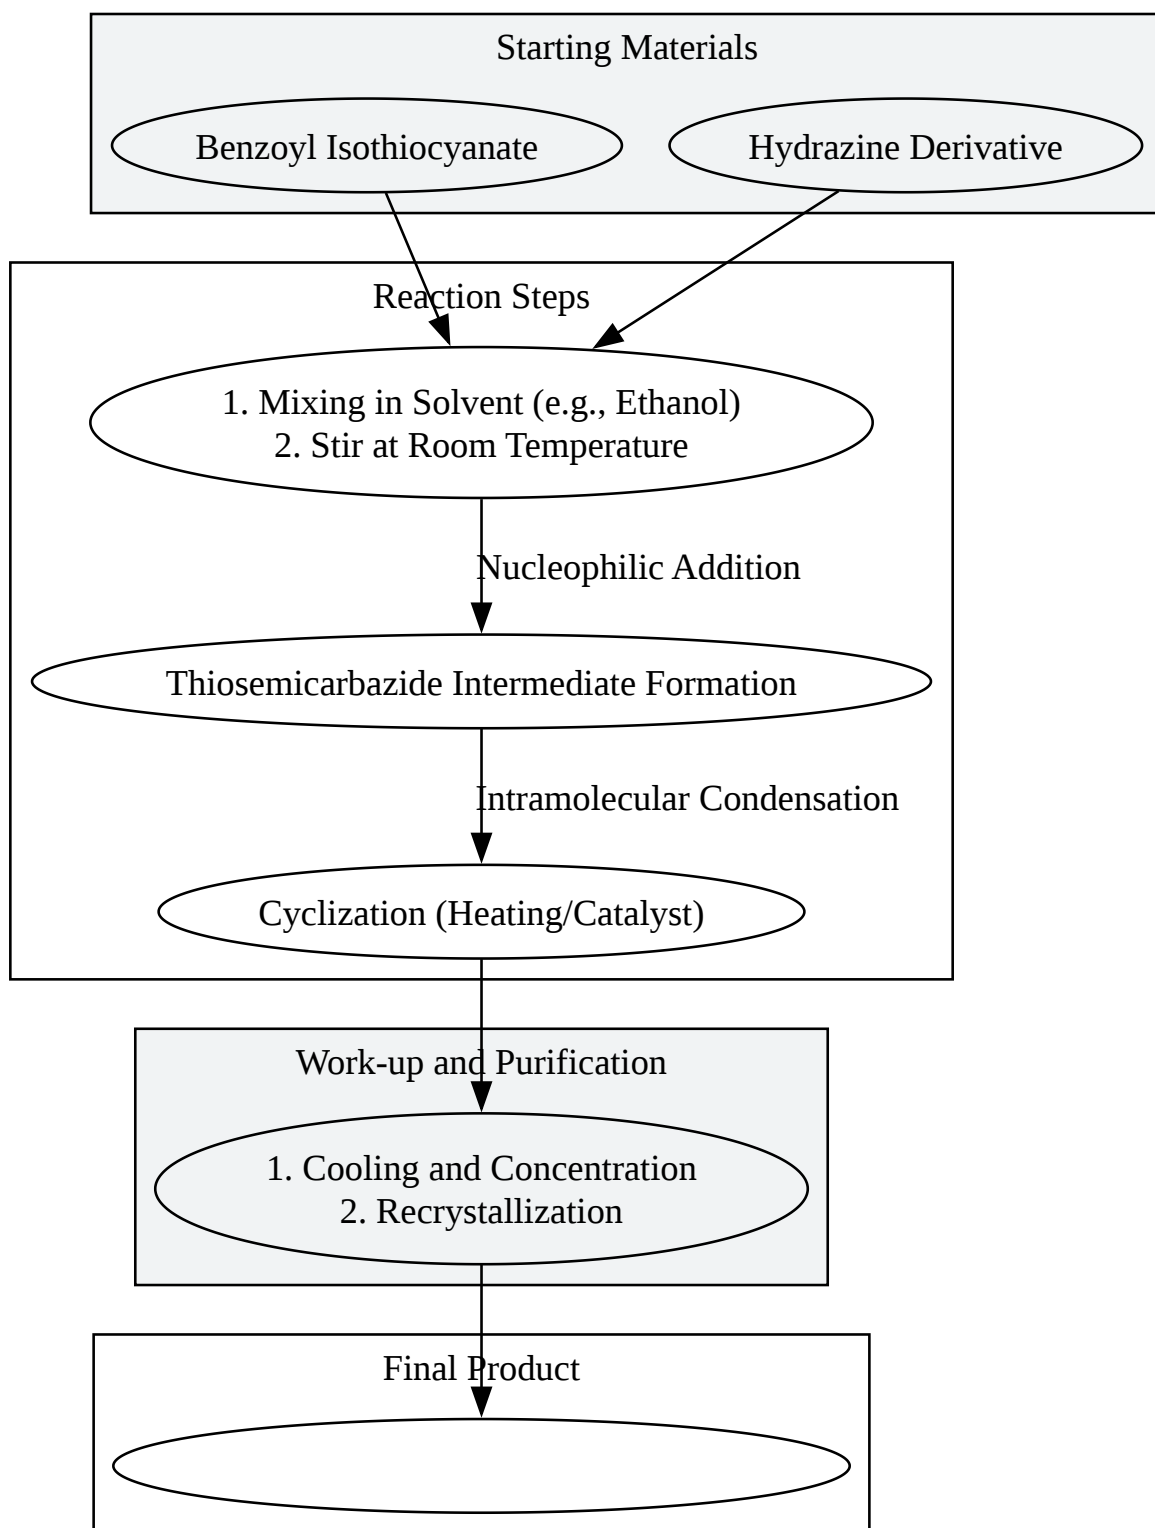 Starting Materials
Benzoyl Isothiocyanate
Hydrazine Derivative
Reaction Steps
1. Mixing in Solvent (e.g., Ethanol)
2. Stir at Room Temperature
Nucleophilic Addition
Thiosemicarbazide Intermediate Formation
Intramolecular Condensation
Cyclization (Heating/Catalyst)
Work-up and Purification
1. Cooling and Concentration
2. Recrystallization
Final Product